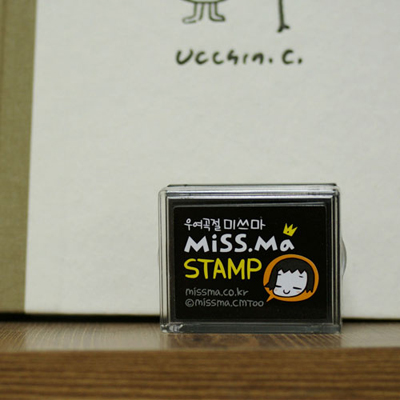 Ucchin.C.
우여곡절 미쓰마
MiSS.Ma
STAMP
missma.co.kr
©missma.CMToo